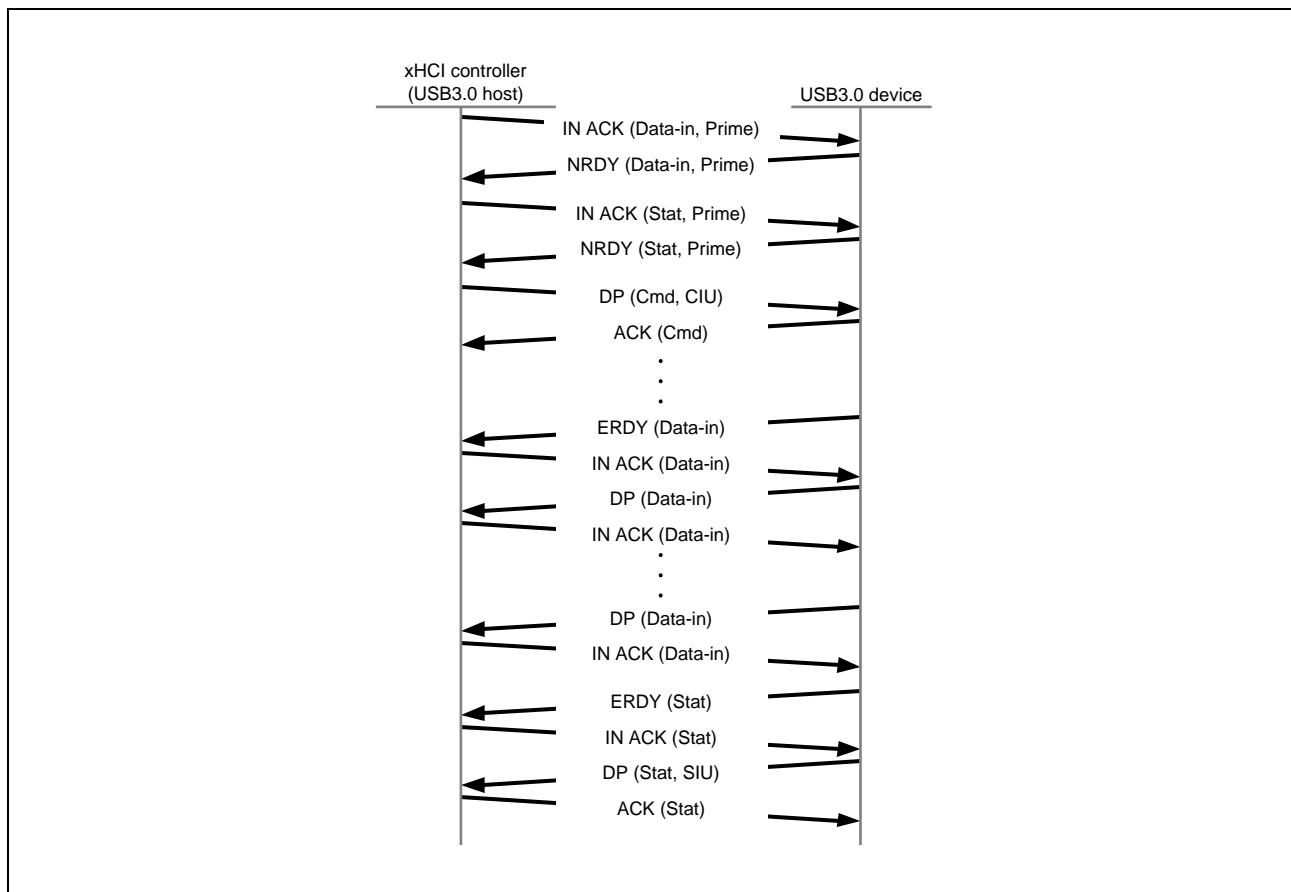 xHCI controller
(USB3.0 host)
USB3.0 device
IN ACK (Data-in, Prime)
NRDY (Data-in, Prime)
IN ACK (Stat, Prime)
NRDY (Stat, Prime)
DP (Cmd, CIU)
ACK (Cmd)
ERDY (Data-in)
IN ACK (Data-in)
DP (Data-in)
IN ACK (Data-in)
DP (Data-in)
IN ACK (Data-in)
ERDY (Stat)
IN ACK (Stat)
DP (Stat, SIU)
ACK (Stat)